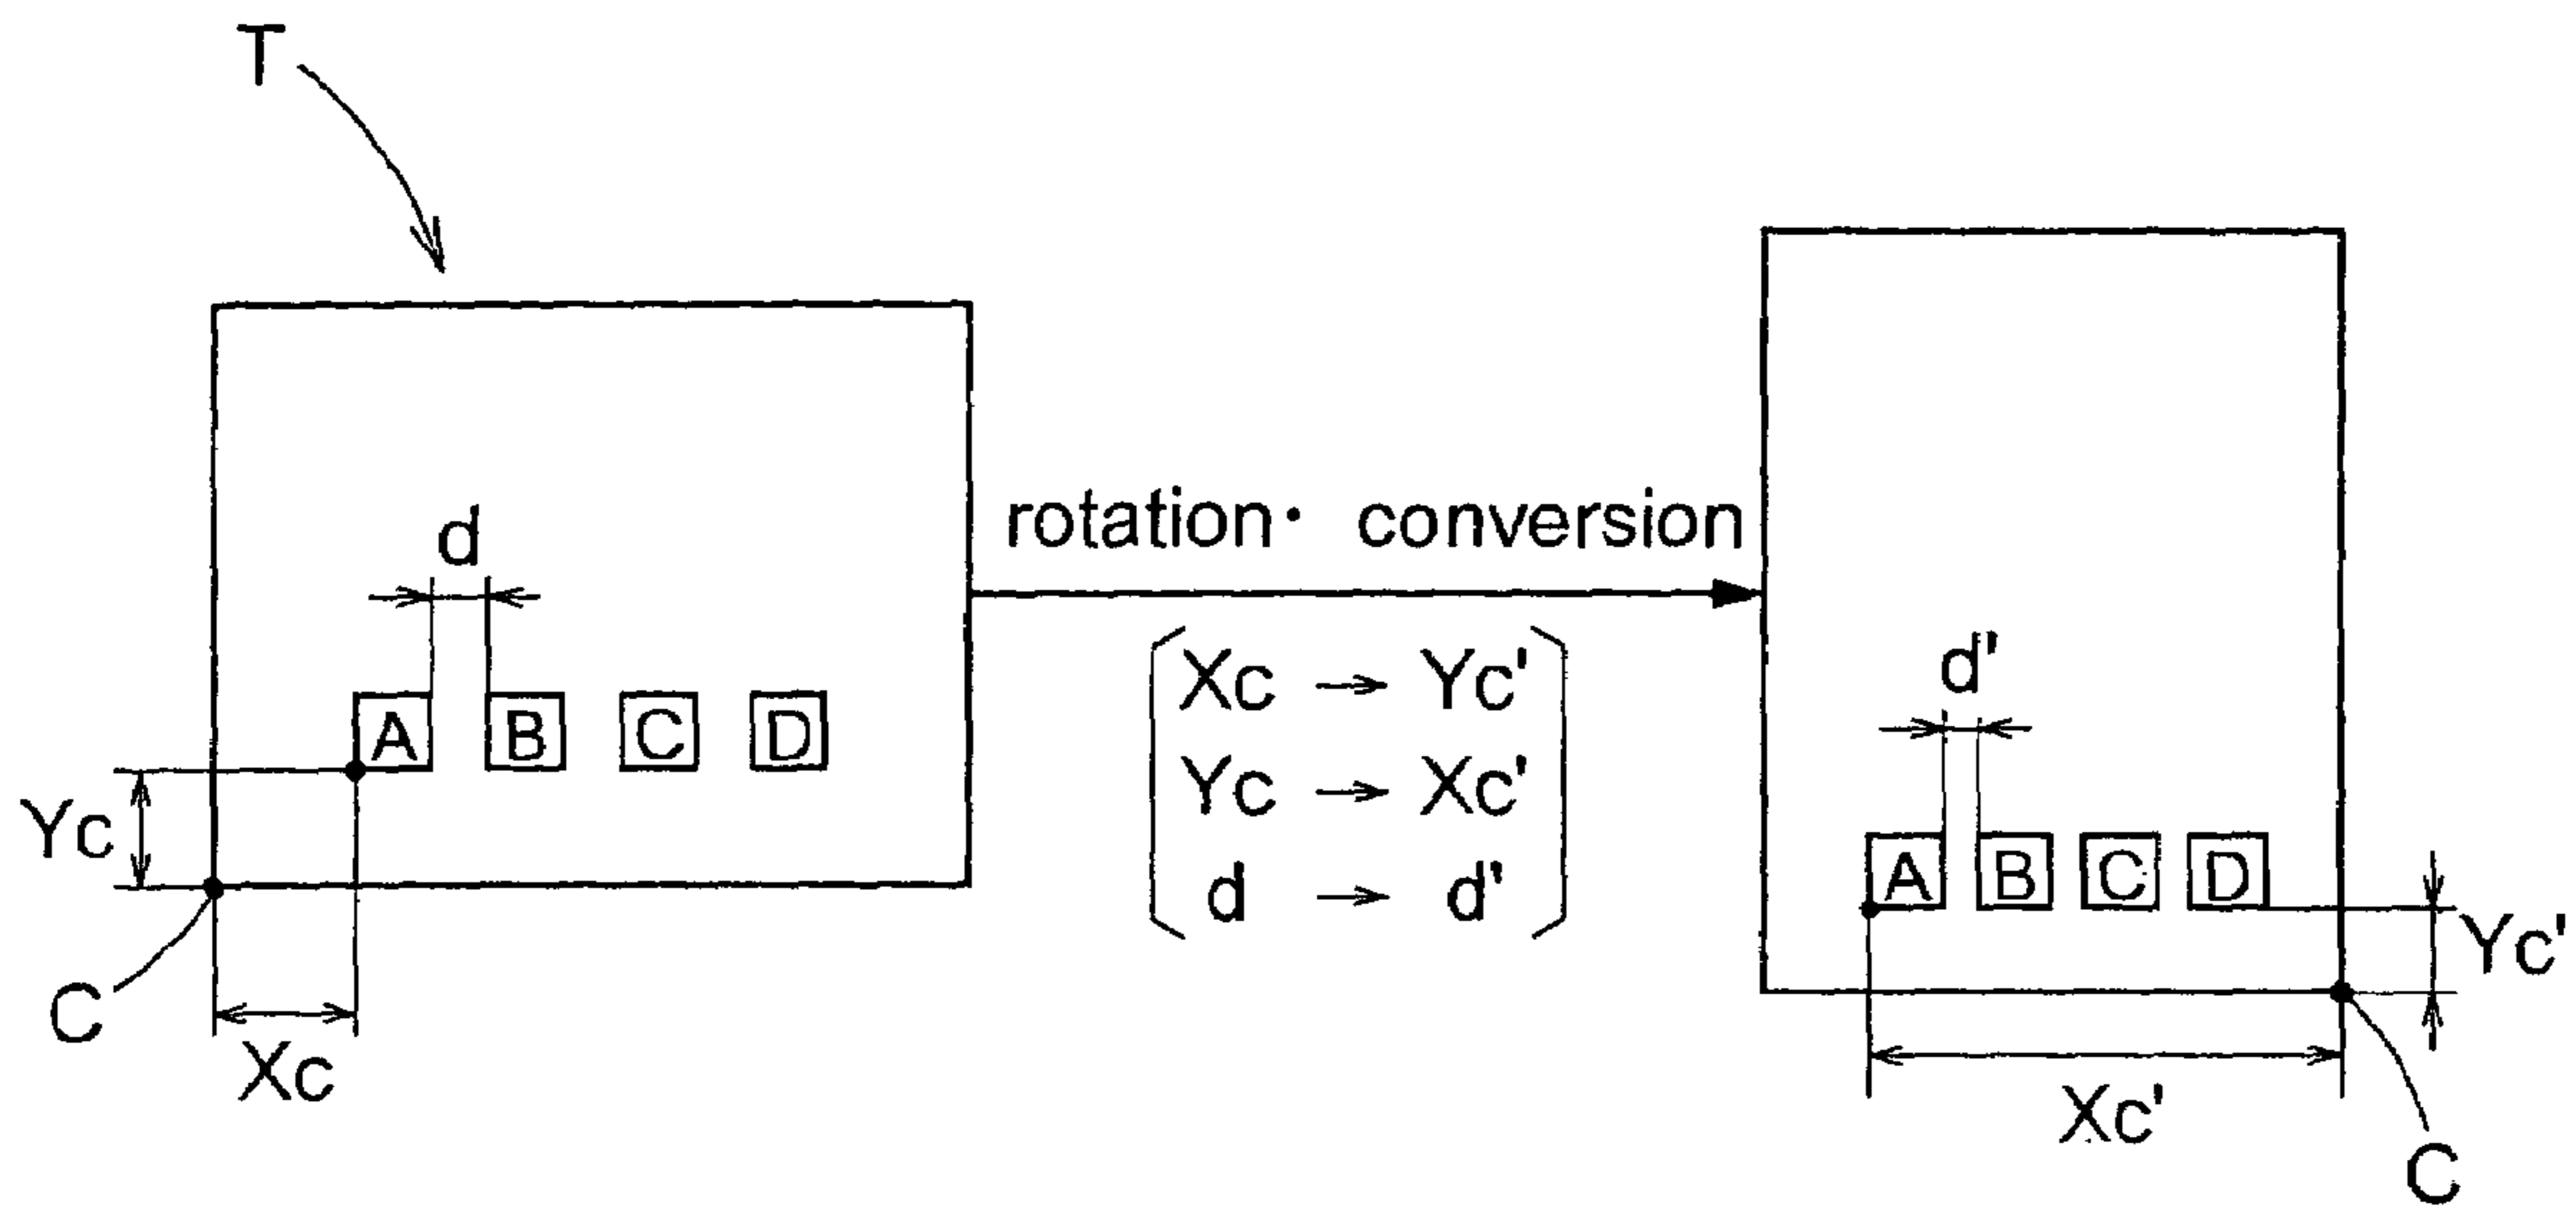 T
d
A B C D
Yc
C
Xc
rotation· conversion
Xc → Yc'
Yc → Xc'
d → d'
d'
A B C D
Yc'
Xc'
C